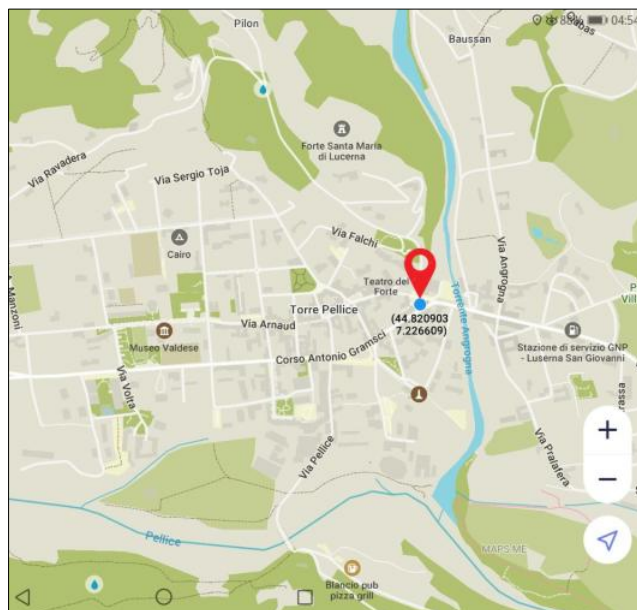 Pilon
88% 04:54
Baussan
Forte Santa Maria
di Lucerna
Via Ravadera
Via Sergio Toja
Via Falchi
Via Angrogna
Cairo
Teatro del
Forte
Torrente Angrogna
Manzoni
Torre Pellice
(44.820903
7.226609)
Via Arnaud
Museo Valdese
Corso Antonio Gramsci
Stazione di servizio GNP
- Luserna San Giovanni
Via Volta
Via Pellice
Via Pralafera
+
−
Pellice
MAPS.ME
Blancio pub
pizza grill